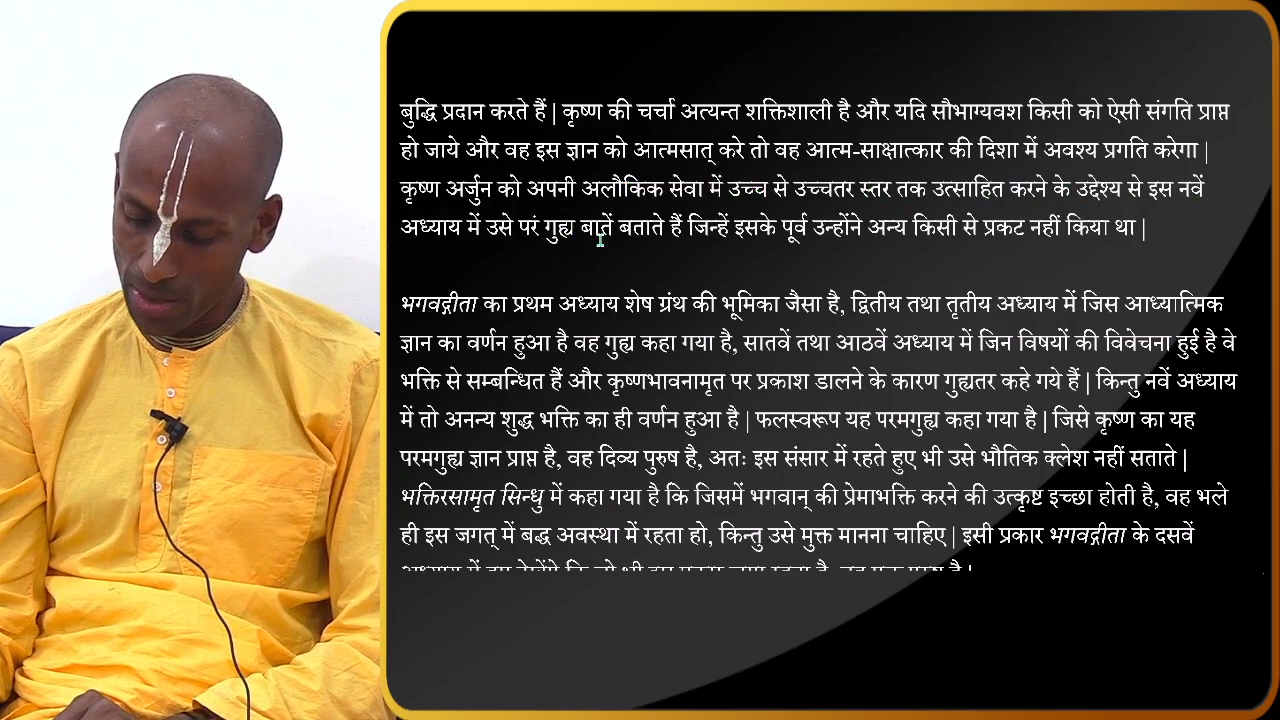 बुद्धि प्रदान करते हैं | कृष्ण की चर्चा अत्यन्त शक्तिशाली है और यदि सौभाग्यवश किसी को ऐसी संगति प्राप्त
हो जाये और वह इस ज्ञान को आत्मसात् करे तो वह आत्म-साक्षात्कार की दिशा में अवश्य प्रगति करेगा |
कृष्ण अर्जुन को अपनी अलौकिक सेवा में उच्च से उच्चतर स्तर तक उत्साहित करने के उद्देश्य से इस नवें
अध्याय में उसे परं गुह्य बातें बताते हैं जिन्हें इसके पूर्व उन्होंने अन्य किसी से प्रकट नहीं किया था |
भगवद्गीता का प्रथम अध्याय शेष ग्रंथ की भूमिका जैसा है, द्वितीय तथा तृतीय अध्याय में जिस आध्यात्मिक
ज्ञान का वर्णन हुआ है वह गुह्य कहा गया है, सातवें तथा आठवें अध्याय में जिन विषयों की विवेचना हुई है वे
भक्ति से सम्बन्धित हैं और कृष्णभावनामृत पर प्रकाश डालने के कारण गुह्यतर कहे गये हैं | किन्तु नवें अध्याय
में तो अनन्य शुद्ध भक्ति का ही वर्णन हुआ है | फलस्वरूप यह परमगुह्य कहा गया है | जिसे कृष्ण का यह
परमगुह्य ज्ञान प्राप्त है, वह दिव्य पुरुष है, अतः इस संसार में रहते हुए भी उसे भौतिक क्लेश नहीं सताते |
भक्तिरसामृत सिन्धु में कहा गया है कि जिसमें भगवान् की प्रेमाभक्ति करने की उत्कृष्ट इच्छा होती है, वह भले
ही इस जगत् में बद्ध अवस्था में रहता हो, किन्तु उसे मुक्त मानना चाहिए | इसी प्रकार भगवद्गीता के दसवें